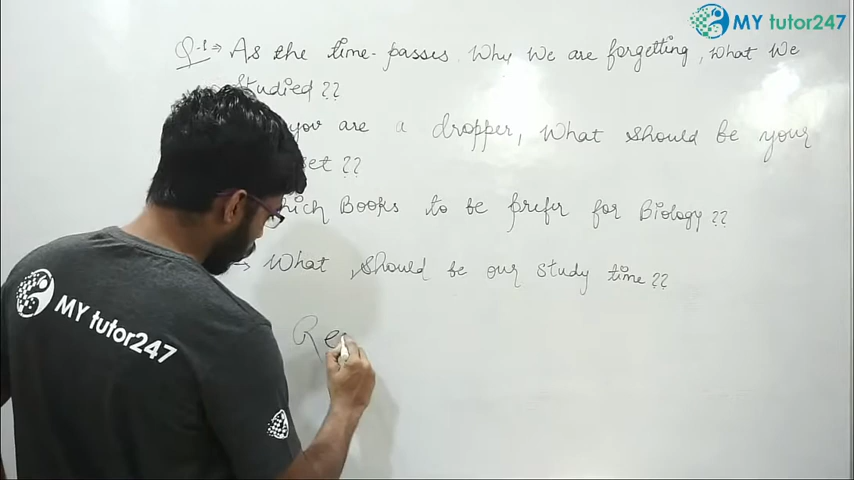 MY tutor247
Q.1 ⇒ As the time-passes Why We are forgetting, What We
Studied ??
you are a dropper, What should be your
??
Which Books to be prefer for Biology ??
What should be our study time ??
Re
MY tutor247